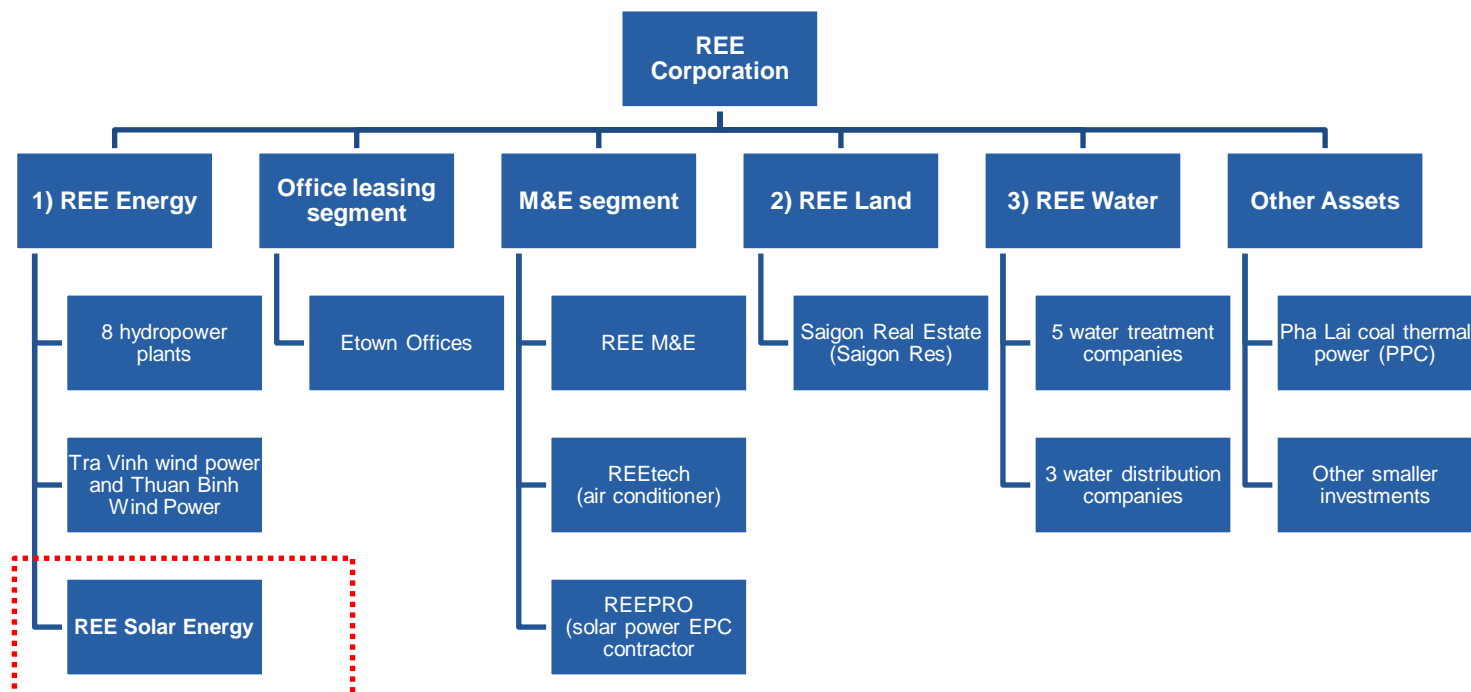 REE
Corporation
1) REE Energy
Office leasing
segment
M&E segment
2) REE Land
3) REE Water
Other Assets
8 hydropower
plants
Etown Offices
REE M&E
Saigon Real Estate
(Saigon Res)
5 water treatment
companies
Pha Lai coal thermal
power (PPC)
Tra Vinh wind power
and Thuan Binh
Wind Power
REEtech
(air conditioner)
3 water distribution
companies
Other smaller
investments
REE Solar Energy
REEPRO
(solar power EPC
contractor